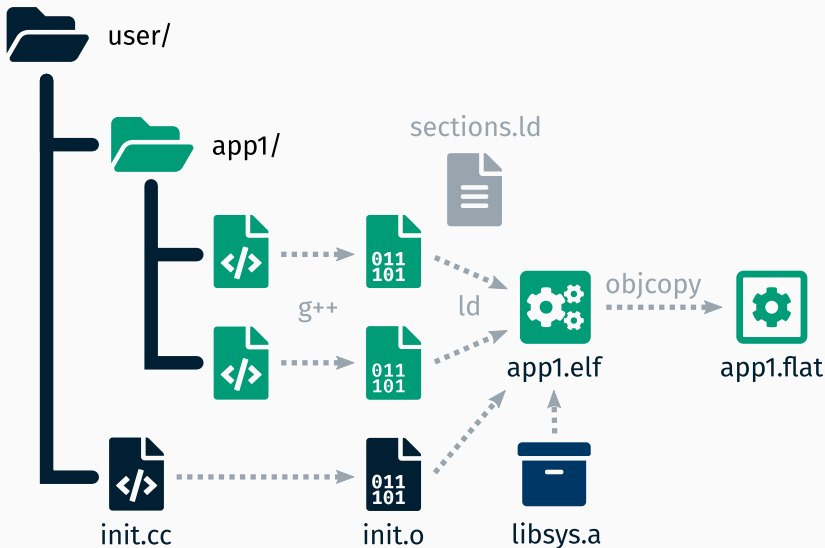 user/
app1/
sections.ld
</>
011
101
objcopy
g++
ld
</>
011
101
app1.elf
app1.flat
</>
011
101
init.cc
init.o
libsys.a